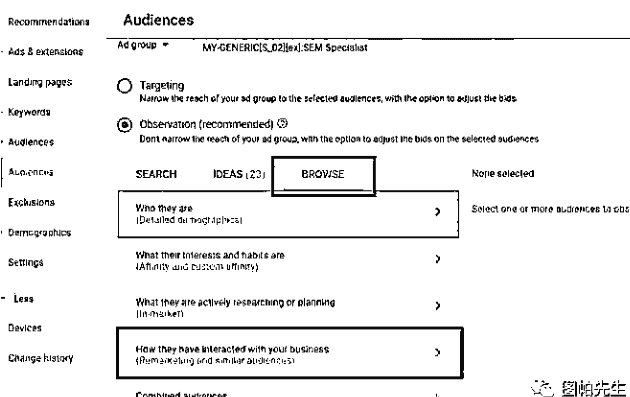 Recommendations
Ads & extensions
Landing pages
Keywords
Audiences
Audiences
Exclusions
Demographics
Settings
Less
Devices
Change history
Audiences
Ad group
MY-GENERIC[S_02][ex]:SEM Specialist
Targeting
Narrow the reach of your ad group to the selected audiences, with the option to adjust the bids
Observation (recommended)
Don't narrow the reach of your ad group, with the option to adjust the bids on the selected audiences
SEARCH IDEAS (23) BROWSE
None selected
Who they are
(Detailed demographics)
Select one or more audiences to obs
What their interests and habits are
(Affinity and custom affinity)
What they are actively researching or planning
(In-market)
How they have interacted with your business
(Remarketing and similar audiences)
Combined audiences
图帕先生